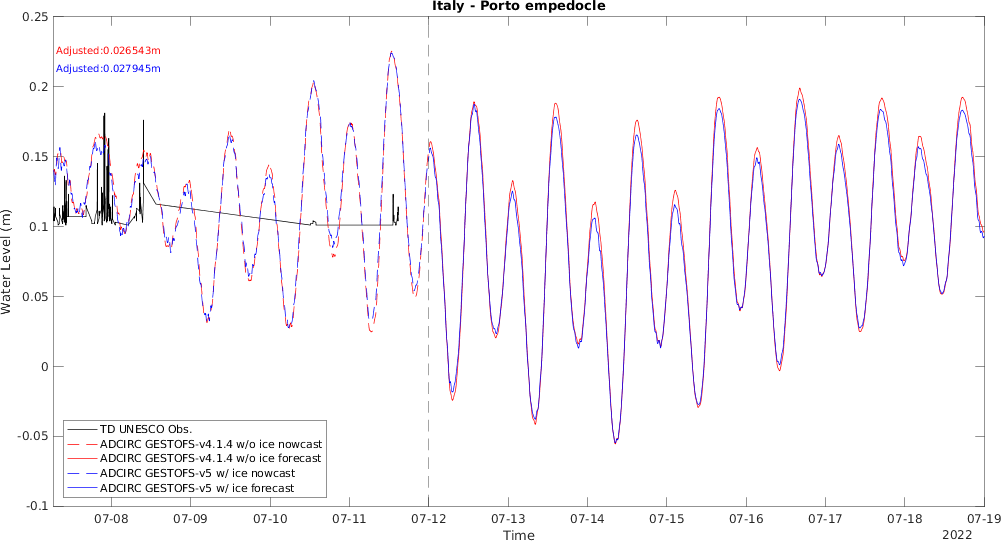 Italy - Porto empedocle
0.25
0.2
0.15
0.1
0.05
0
-0.05
-0.1
Water Level (m)
Adjusted:0.026543m
Adjusted:0.027945m
TD UNESCO Obs.
ADCIRC GESTOFS-v4.1.4 w/o ice nowcast
ADCIRC GESTOFS-v4.1.4 w/o ice forecast
ADCIRC GESTOFS-v5 w/ ice nowcast
ADCIRC GESTOFS-v5 w/ ice forecast
07-08 07-09 07-10 07-11 07-12 07-13 07-14 07-15 07-16 07-17 07-18 07-19
Time
2022